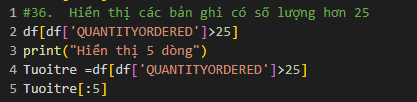 1 #36.  Hiển thị các bản ghi có số lượng hơn 25
2 df[df['QUANTITYORDERED']>25]
3 print("Hiển thị 5 dòng")
4 Tuoitre =df[df['QUANTITYORDERED']>25]
5 Tuoitre[:5]